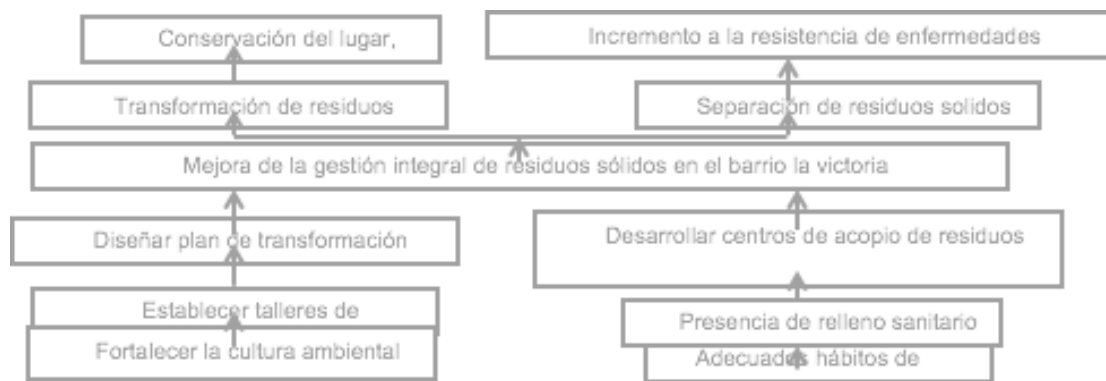 Conservación del lugar,
Incremento a la resistencia de enfermedades
Transformación de residuos
Separación de residuos solidos
Mejora de la gestión integral de residuos sólidos en el barrio la victoria
Diseñar plan de transformación
Desarrollar centros de acopio de residuos
Establecer talleres de
Presencia de relleno sanitario
Fortalecer la cultura ambiental
Adecuados hábitos de